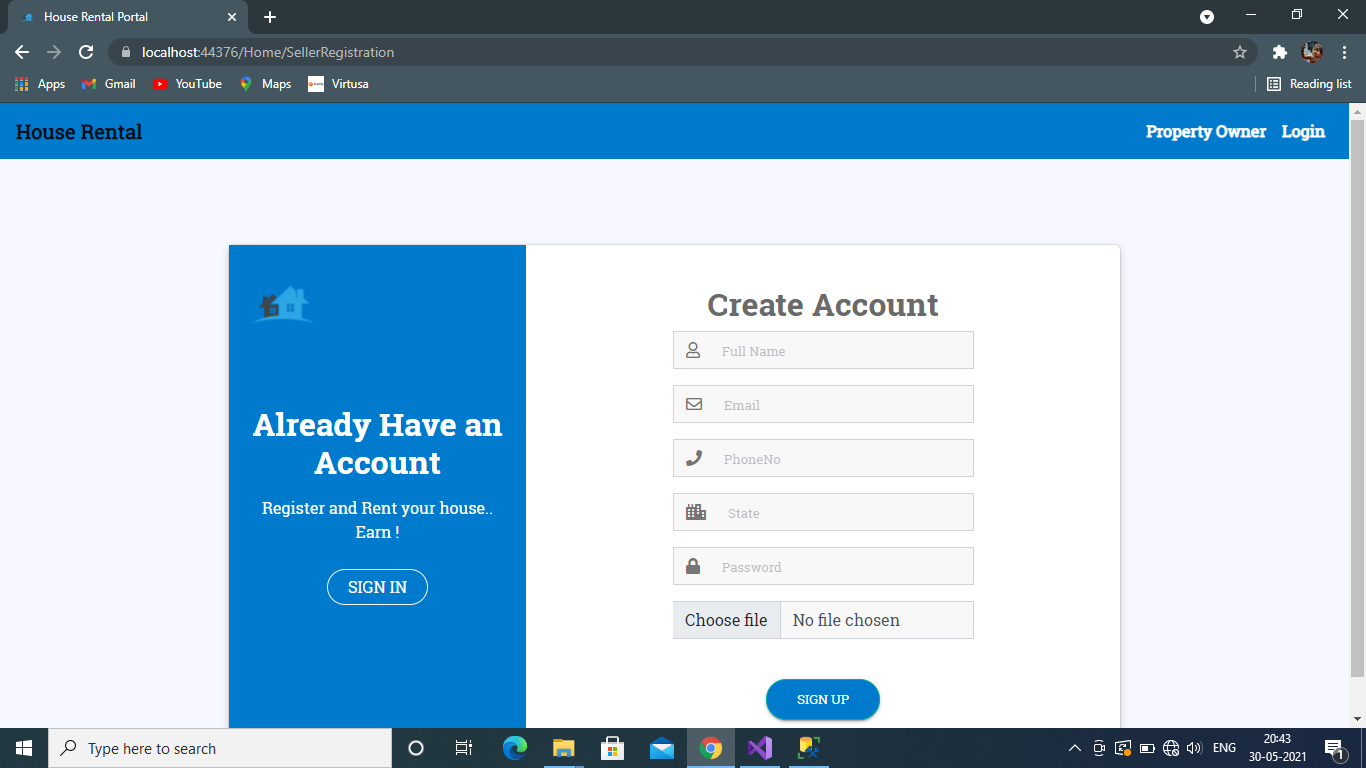 House Rental Portal
localhost:44376/Home/SellerRegistration
Apps Gmail YouTube Maps Virtusa Reading list
House Rental Property Owner Login
Already Have an
Account
Register and Rent your house..
Earn !
SIGN IN
Create Account
Full Name
Email
PhoneNo
State
Password
Choose file No file chosen
SIGN UP
Type here to search
ENG
20:43
30-05-2021
1